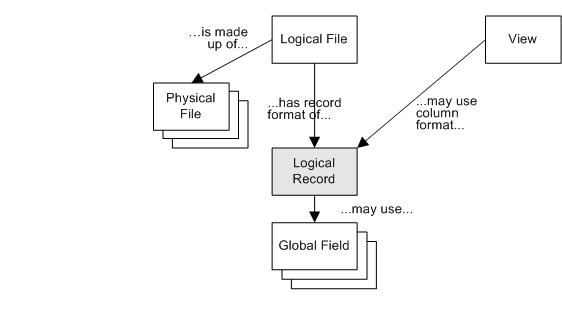 ...is made
up of...
Logical File
View
Physical
File
...has record
format of...
...may use
column
format...
Logical
Record
...may use...
Global Field